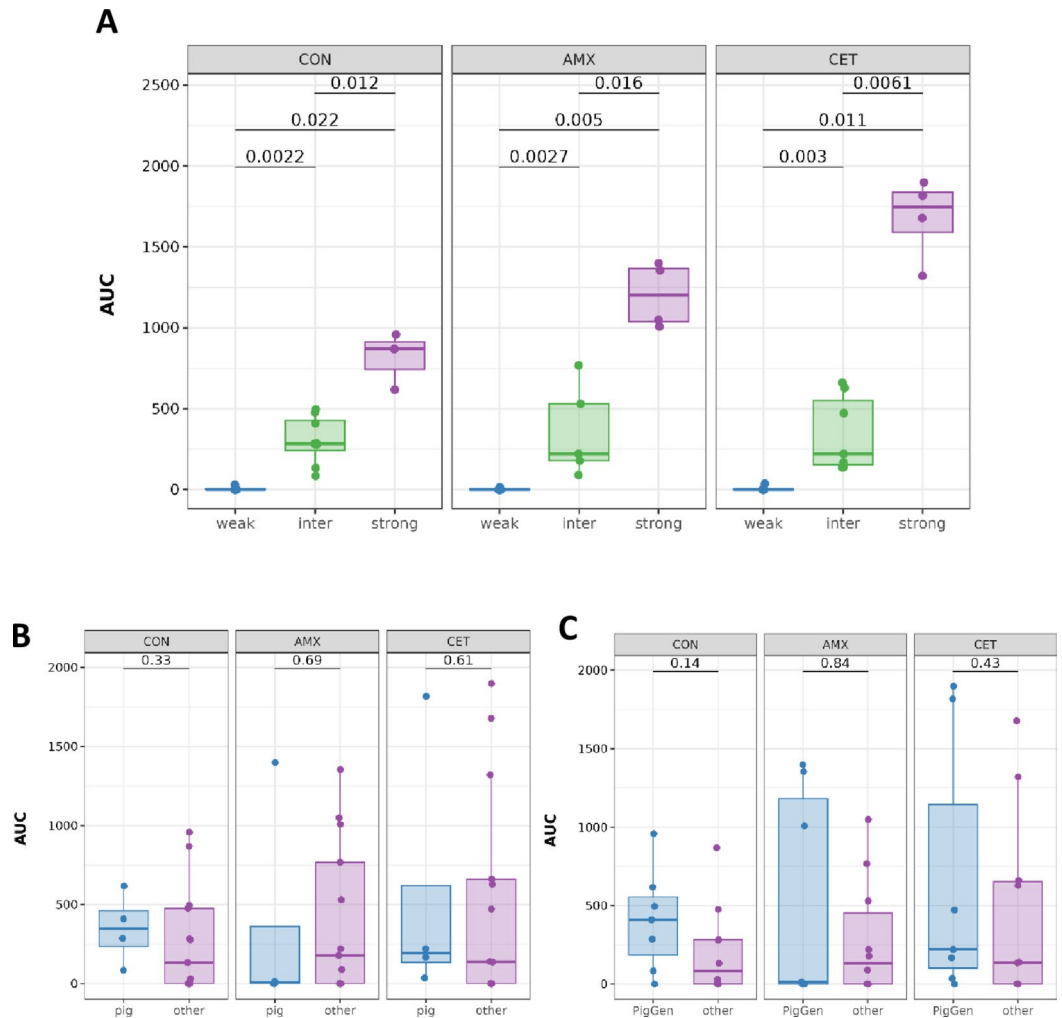 A
CON AMX CET
2500
0.012 0.016 0.0061
0.022 0.005 0.011
0.0022 0.0027 0.003
2000
1500
AUC
1000
500
0
weak inter strong weak inter strong weak inter strong
B
CON AMX CET
0.33 0.69 0.61
2000
1500
AUC
1000
500
0
pig other pig other pig other
C
CON AMX CET
0.14 0.84 0.43
2000
1500
AUC
1000
500
0
PigGen other PigGen other PigGen other